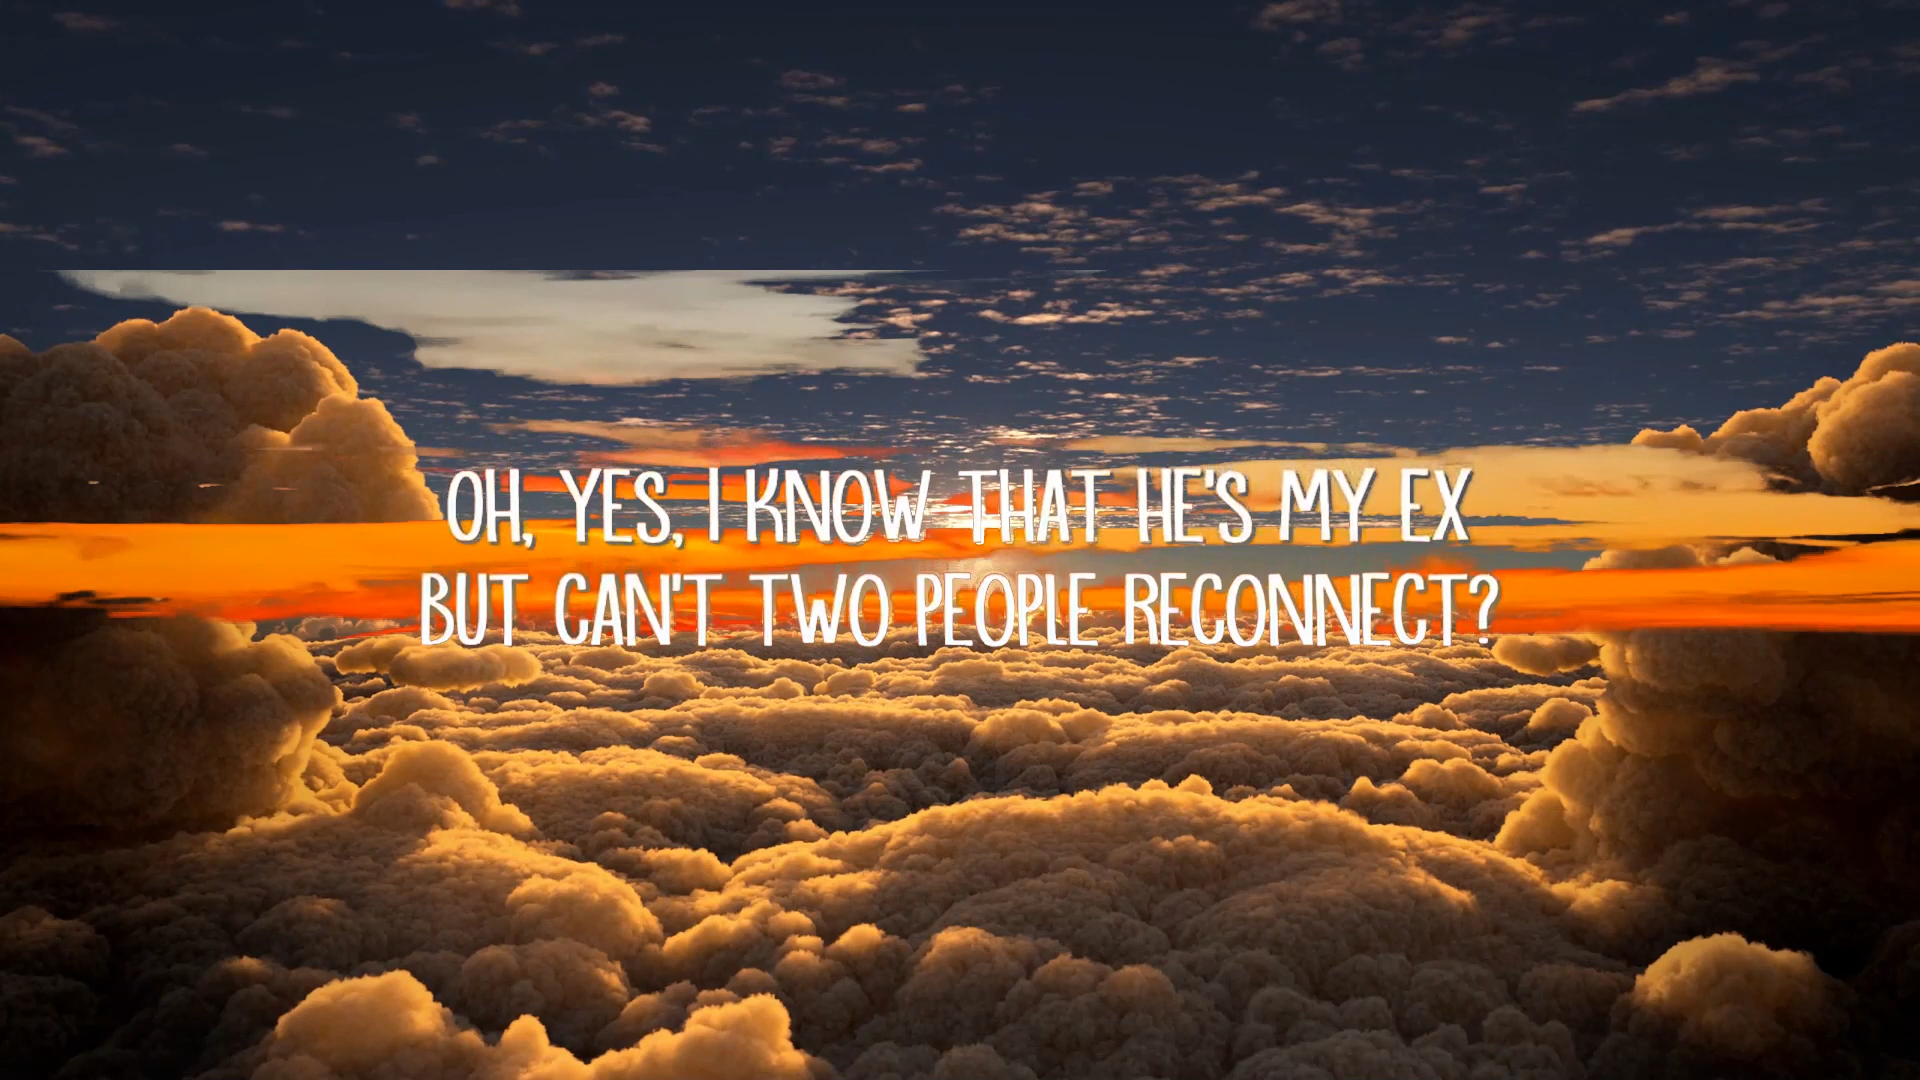 OH, YES, I KNOW THAT HE'S MY EX
BUT CAN'T TWO PEOPLE RECONNECT?